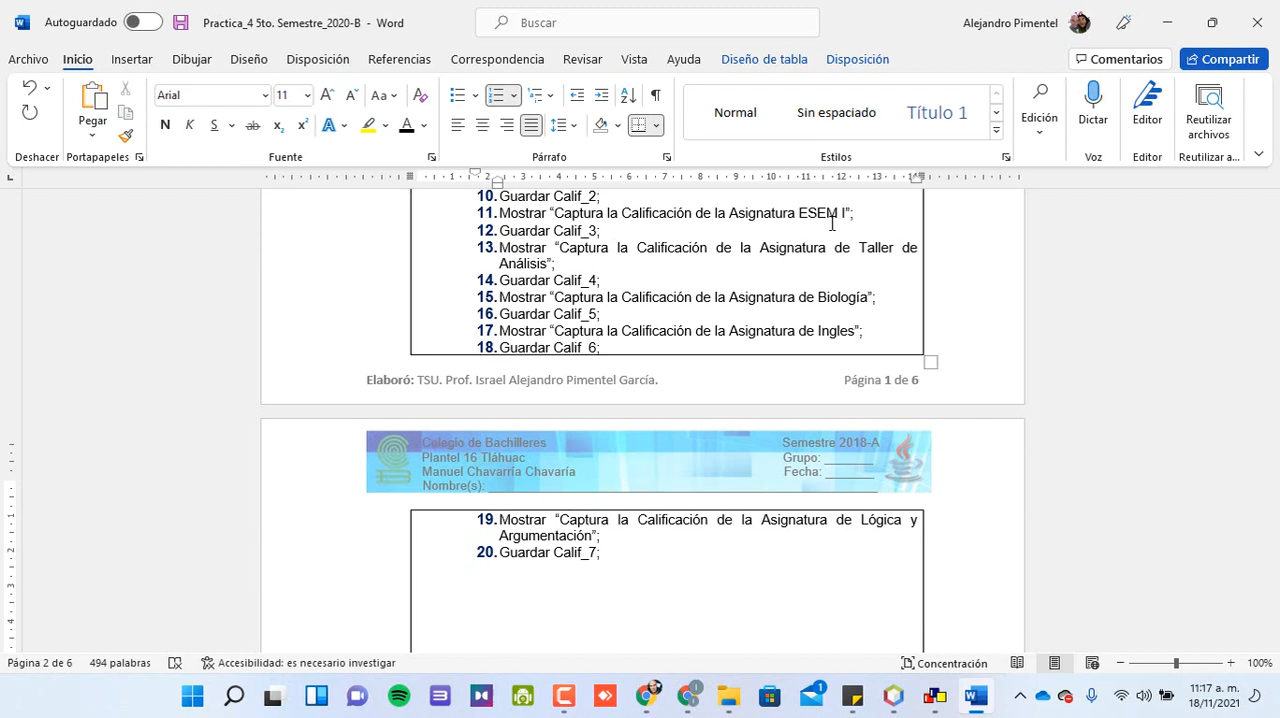 Autoguardado
Practica_4 5to. Semestre_2020-B • Word
Buscar
Alejandro Pimentel
Archivo Inicio Insertar Dibujar Diseño Disposición Referencias Correspondencia Revisar Vista Ayuda Diseño de tabla Disposición
Comentarios Compartir
Pegar
Arial 11
Normal Sin espaciado Título 1
Edición Dictar Editor Reutilizar archivos
Deshacer Portapapeles Fuente Párrafo Estilos Voz Editor Reutilizar a...
10. Guardar Calif_2;
11. Mostrar “Captura la Calificación de la Asignatura ESEM I”;
12. Guardar Calif_3;
13. Mostrar “Captura la Calificación de la Asignatura de Taller de
Análisis”;
14. Guardar Calif_4;
15. Mostrar “Captura la Calificación de la Asignatura de Biología”;
16. Guardar Calif_5;
17. Mostrar “Captura la Calificación de la Asignatura de Ingles”;
18. Guardar Calif_6;
Elaboró: TSU. Prof. Israel Alejandro Pimentel García. Página 1 de 6
Colegio de Bachilleres Semestre 2018-A
Plantel 16 Tláhuac Grupo: _______
Manuel Chavarría Chavaría Fecha: _______
Nombre(s): _______
19. Mostrar “Captura la Calificación de la Asignatura de Lógica y
Argumentación”;
20. Guardar Calif_7;
Página 2 de 6 494 palabras Accesibilidad: es necesario investigar Concentración 100%
11:17 a. m.
18/11/2021